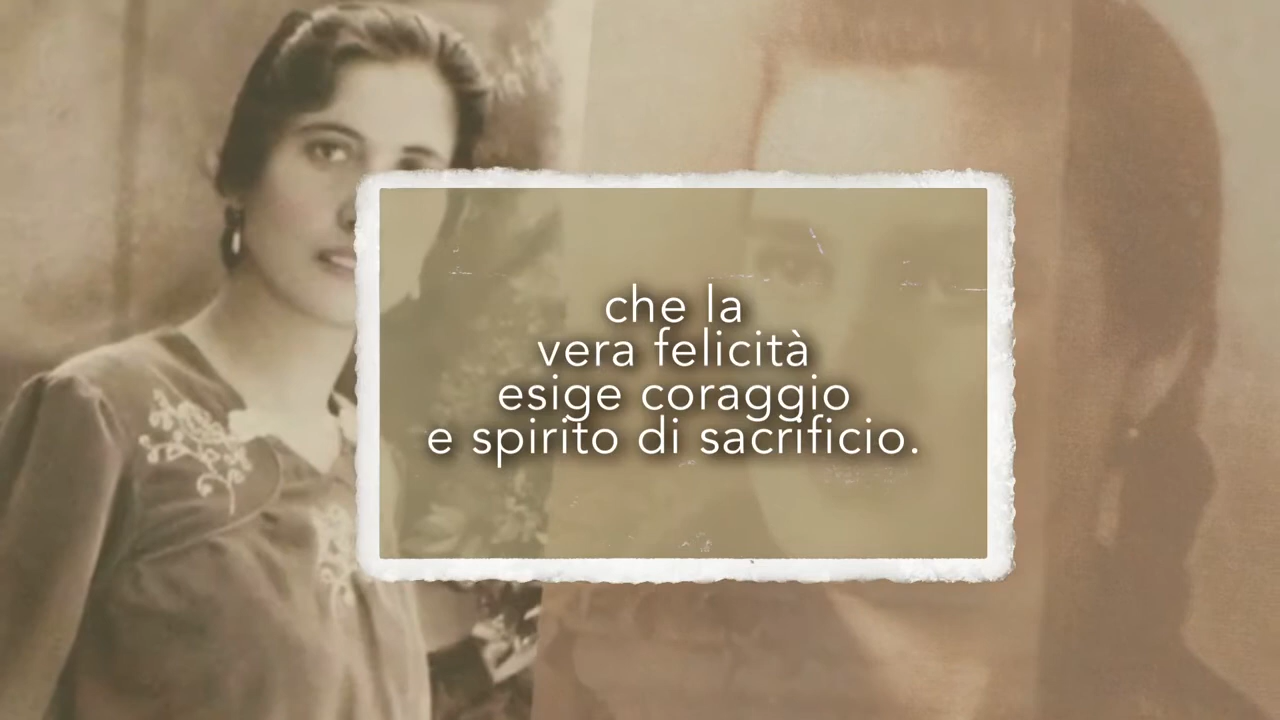 che la
vera felicità
esige coraggio
e spirito di sacrificio.